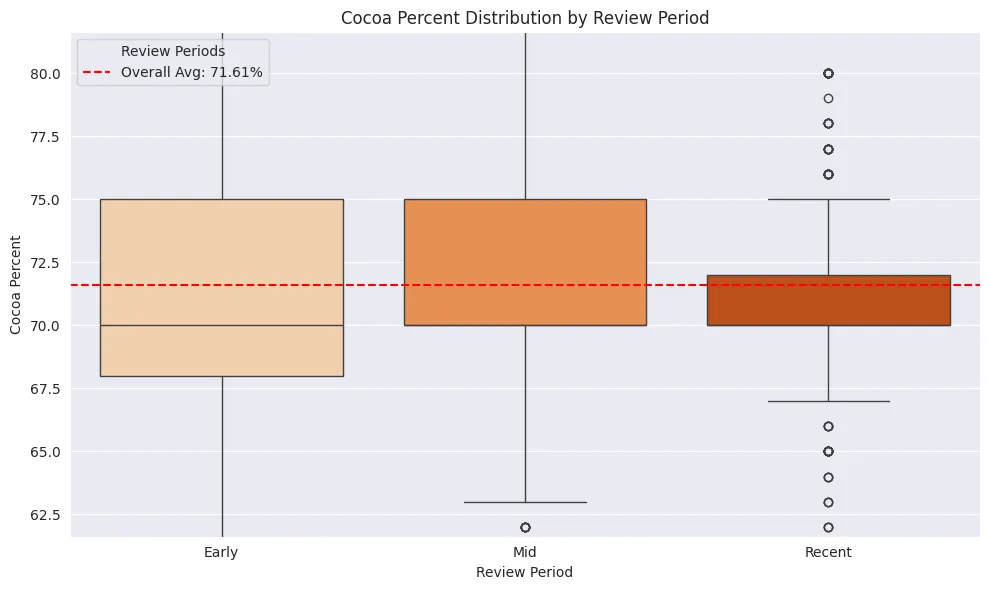 Cocoa Percent Distribution by Review Period
Review Periods
Overall Avg: 71.61%
Cocoa Percent
80.0
77.5
75.0
72.5
70.0
67.5
65.0
62.5
Early
Mid
Recent
Review Period